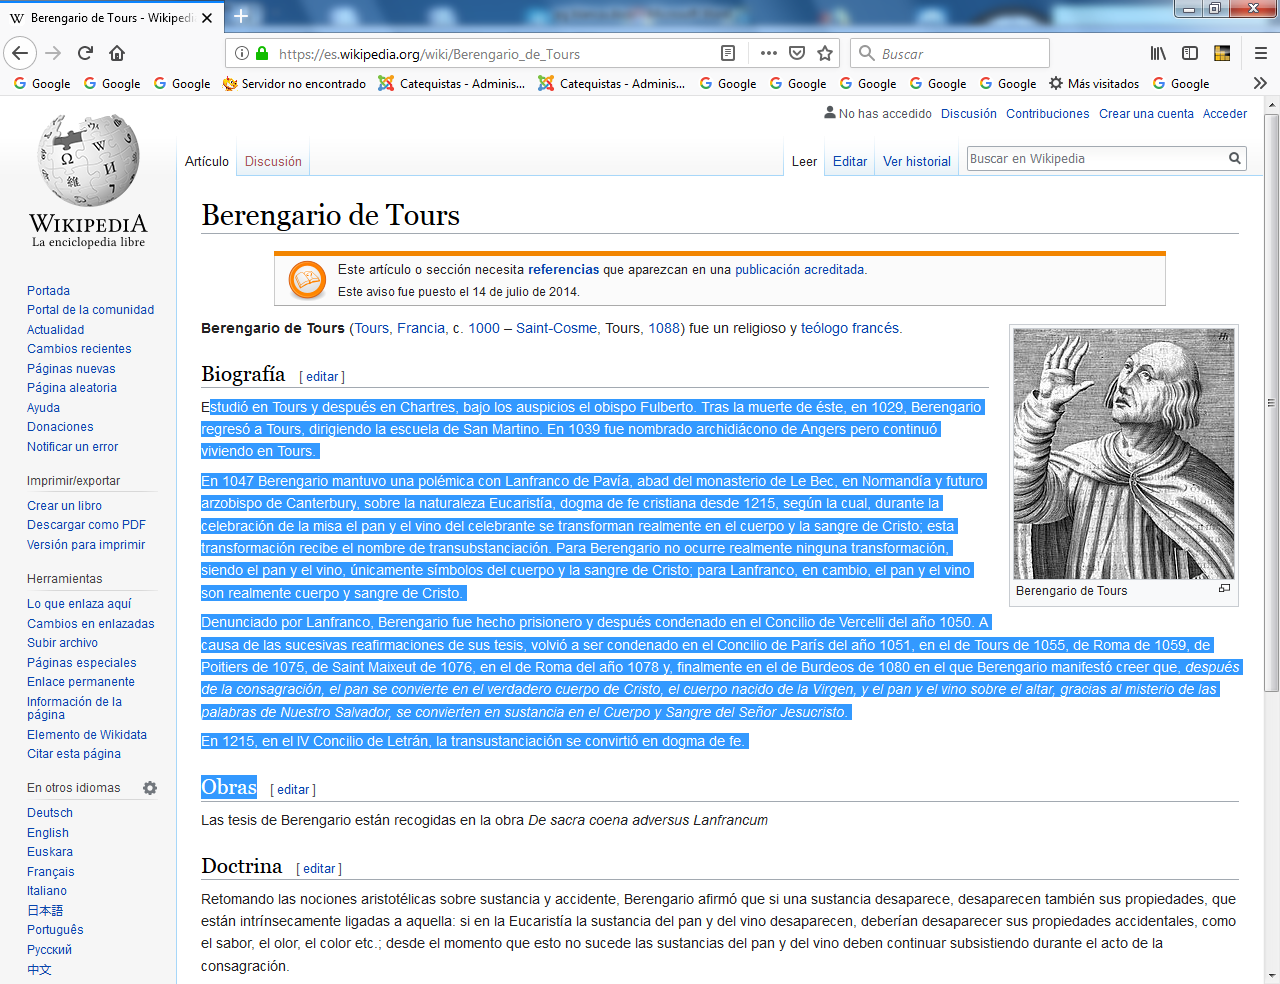 Berengario de Tours - Wikipedi
https://es.wikipedia.org/wiki/Berengario_de_Tours
Buscar
Google Google Google Servidor no encontrado Catequistas - Adminis... Catequistas - Adminis... Google Google Google Google Google Más visitados Google
No has accedido Discusión Contribuciones Crear una cuenta Acceder
Artículo Discusión Leer Editar Ver historial Buscar en Wikipedia
WIKIPEDIA
La enciclopedia libre
Portada
Portal de la comunidad
Actualidad
Cambios recientes
Páginas nuevas
Página aleatoria
Ayuda
Donaciones
Notificar un error
Imprimir/exportar
Crear un libro
Descargar como PDF
Versión para imprimir
Herramientas
Lo que enlaza aquí
Cambios en enlazadas
Subir archivo
Páginas especiales
Enlace permanente
Información de la
página
Elemento de Wikidata
Citar esta página
En otros idiomas
Deutsch
English
Euskara
Français
Italiano
日本語
Português
Русский
中文
Berengario de Tours
Este artículo o sección necesita referencias que aparezcan en una publicación acreditada.
Este aviso fue puesto el 14 de julio de 2014.
Berengario de Tours (Tours, Francia, c. 1000 – Saint-Cosme, Tours, 1088) fue un religioso y teólogo francés.
Biografía [ editar ]
Estudió en Tours y después en Chartres, bajo los auspicios el obispo Fulberto. Tras la muerte de éste, en 1029, Berengario
regresó a Tours, dirigiendo la escuela de San Martino. En 1039 fue nombrado archidiácono de Angers pero continuó
viviendo en Tours.
En 1047 Berengario mantuvo una polémica con Lanfranco de Pavía, abad del monasterio de Le Bec, en Normandía y futuro
arzobispo de Canterbury, sobre la naturaleza Eucaristía, dogma de fe cristiana desde 1215, según la cual, durante la
celebración de la misa el pan y el vino del celebrante se transforman realmente en el cuerpo y la sangre de Cristo; esta
transformación recibe el nombre de transubstanciación. Para Berengario no ocurre realmente ninguna transformación,
siendo el pan y el vino, únicamente símbolos del cuerpo y la sangre de Cristo; para Lanfranco, en cambio, el pan y el vino
son realmente cuerpo y sangre de Cristo.
Berengario de Tours
Denunciado por Lanfranco, Berengario fue hecho prisionero y después condenado en el Concilio de Vercelli del año 1050. A
causa de las sucesivas reafirmaciones de sus tesis, volvió a ser condenado en el Concilio de París del año 1051, en el de Tours de 1055, de Roma de 1059, de
Poitiers de 1075, de Saint Maixeut de 1076, en el de Roma del año 1078 y, finalmente en el de Burdeos de 1080 en el que Berengario manifestó creer que, después
de la consagración, el pan se convierte en el verdadero cuerpo de Cristo, el cuerpo nacido de la Virgen, y el pan y el vino sobre el altar, gracias al misterio de las
palabras de Nuestro Salvador, se convierten en sustancia en el Cuerpo y Sangre del Señor Jesucristo.
En 1215, en el IV Concilio de Letrán, la transustanciación se convirtió en dogma de fe.
Obras [ editar ]
Las tesis de Berengario están recogidas en la obra De sacra coena adversus Lanfrancum
Doctrina [ editar ]
Retomando las nociones aristotélicas sobre sustancia y accidente, Berengario afirmó que si una sustancia desaparece, desaparecen también sus propiedades, que
están intrínsecamente ligadas a aquella: si en la Eucaristía la sustancia del pan y del vino desaparecen, deberían desaparecer sus propiedades accidentales, como
el sabor, el olor, el color etc.; desde el momento que esto no sucede las sustancias del pan y del vino deben continuar subsistiendo durante el acto de la
consagración.